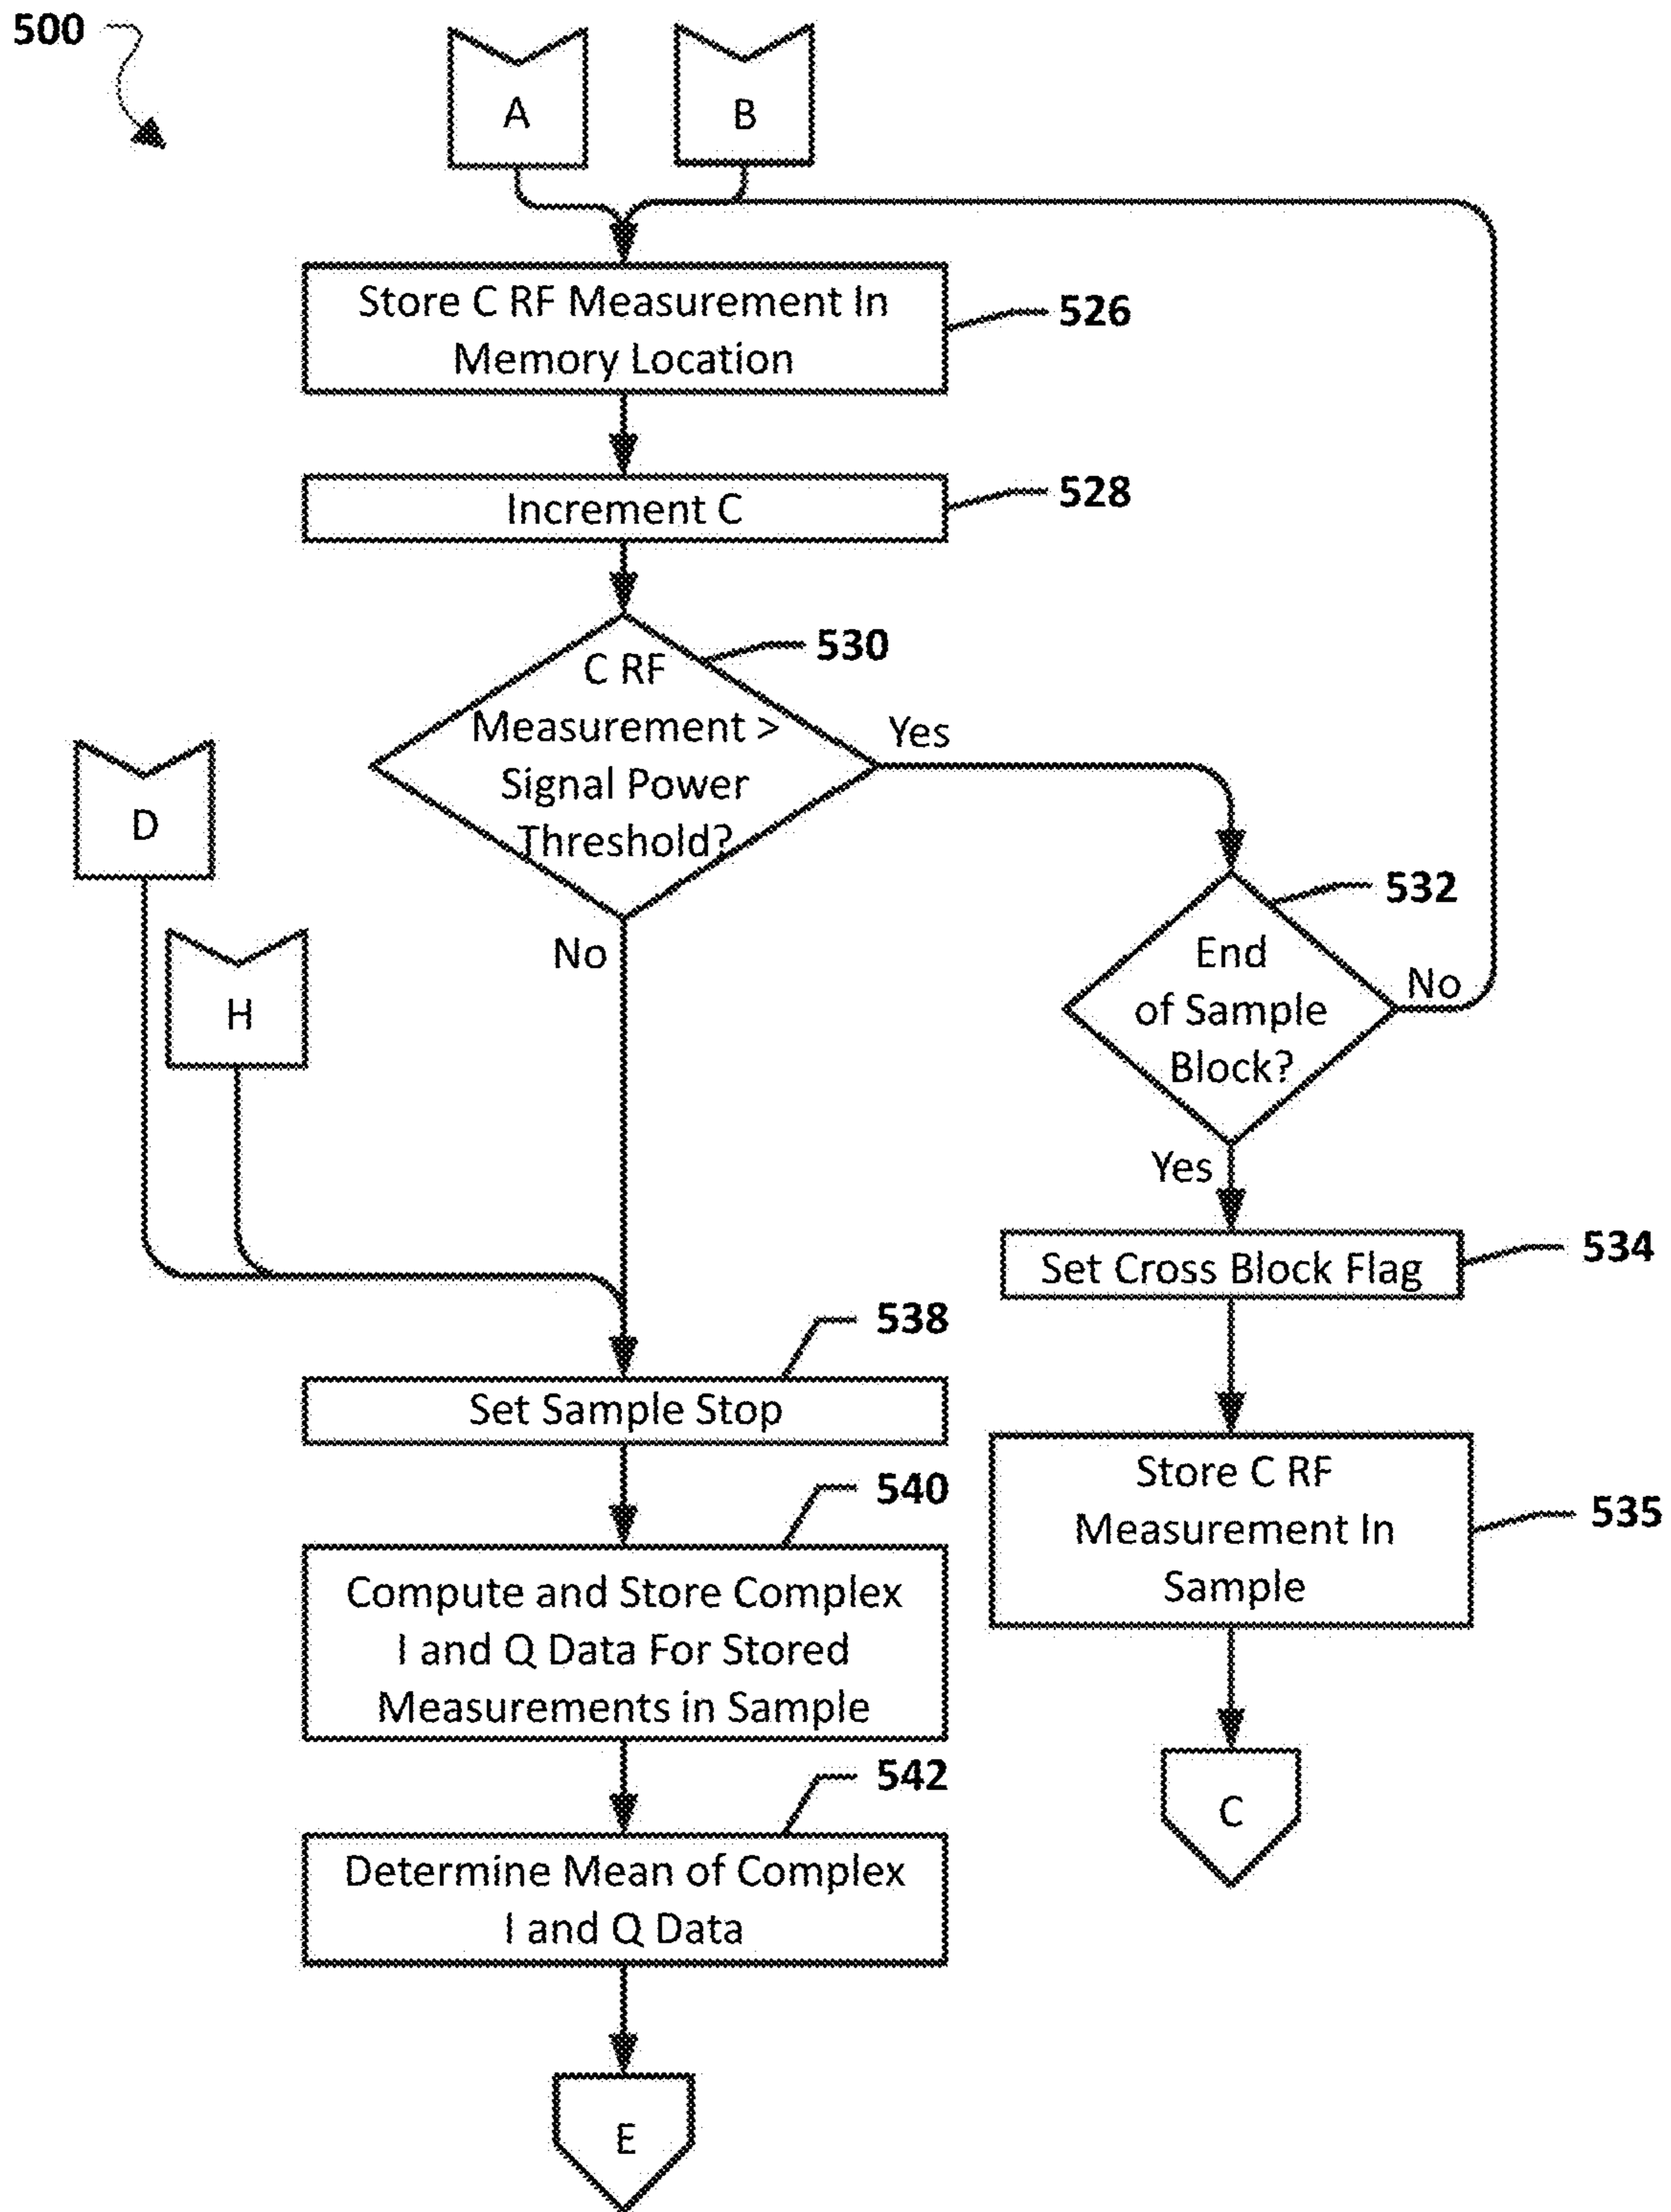 500
A
B
Store C RF Measurement In
Memory Location
526
Increment C
528
530
C RF
Measurement >
Signal Power
Threshold?
Yes
No
D
H
532
End
of Sample
Block?
No
Yes
Set Cross Block Flag
534
538
Set Sample Stop
Store C RF
Measurement In
Sample
535
540
Compute and Store Complex
I and Q Data For Stored
Measurements in Sample
542
Determine Mean of Complex
I and Q Data
C
E